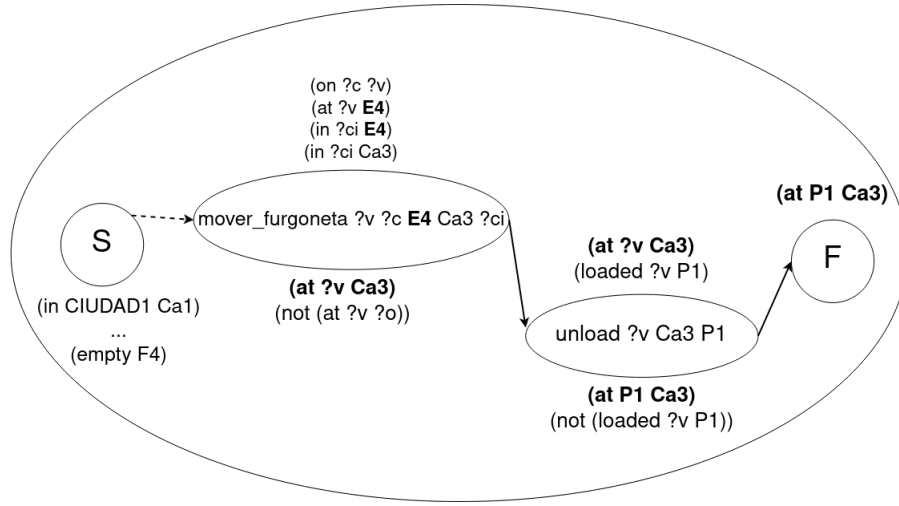 (on ?c ?v)
(at ?v E4)
(in ?ci E4)
(in ?ci Ca3)
S
mover_furgoneta ?v ?c E4 Ca3 ?ci
(at ?v Ca3)
(not (at ?v ?o))
(in CIUDAD1 Ca1)
...
(empty F4)
(at ?v Ca3)
(loaded ?v P1)
unload ?v Ca3 P1
(at P1 Ca3)
(not (loaded ?v P1))
(at P1 Ca3)
F